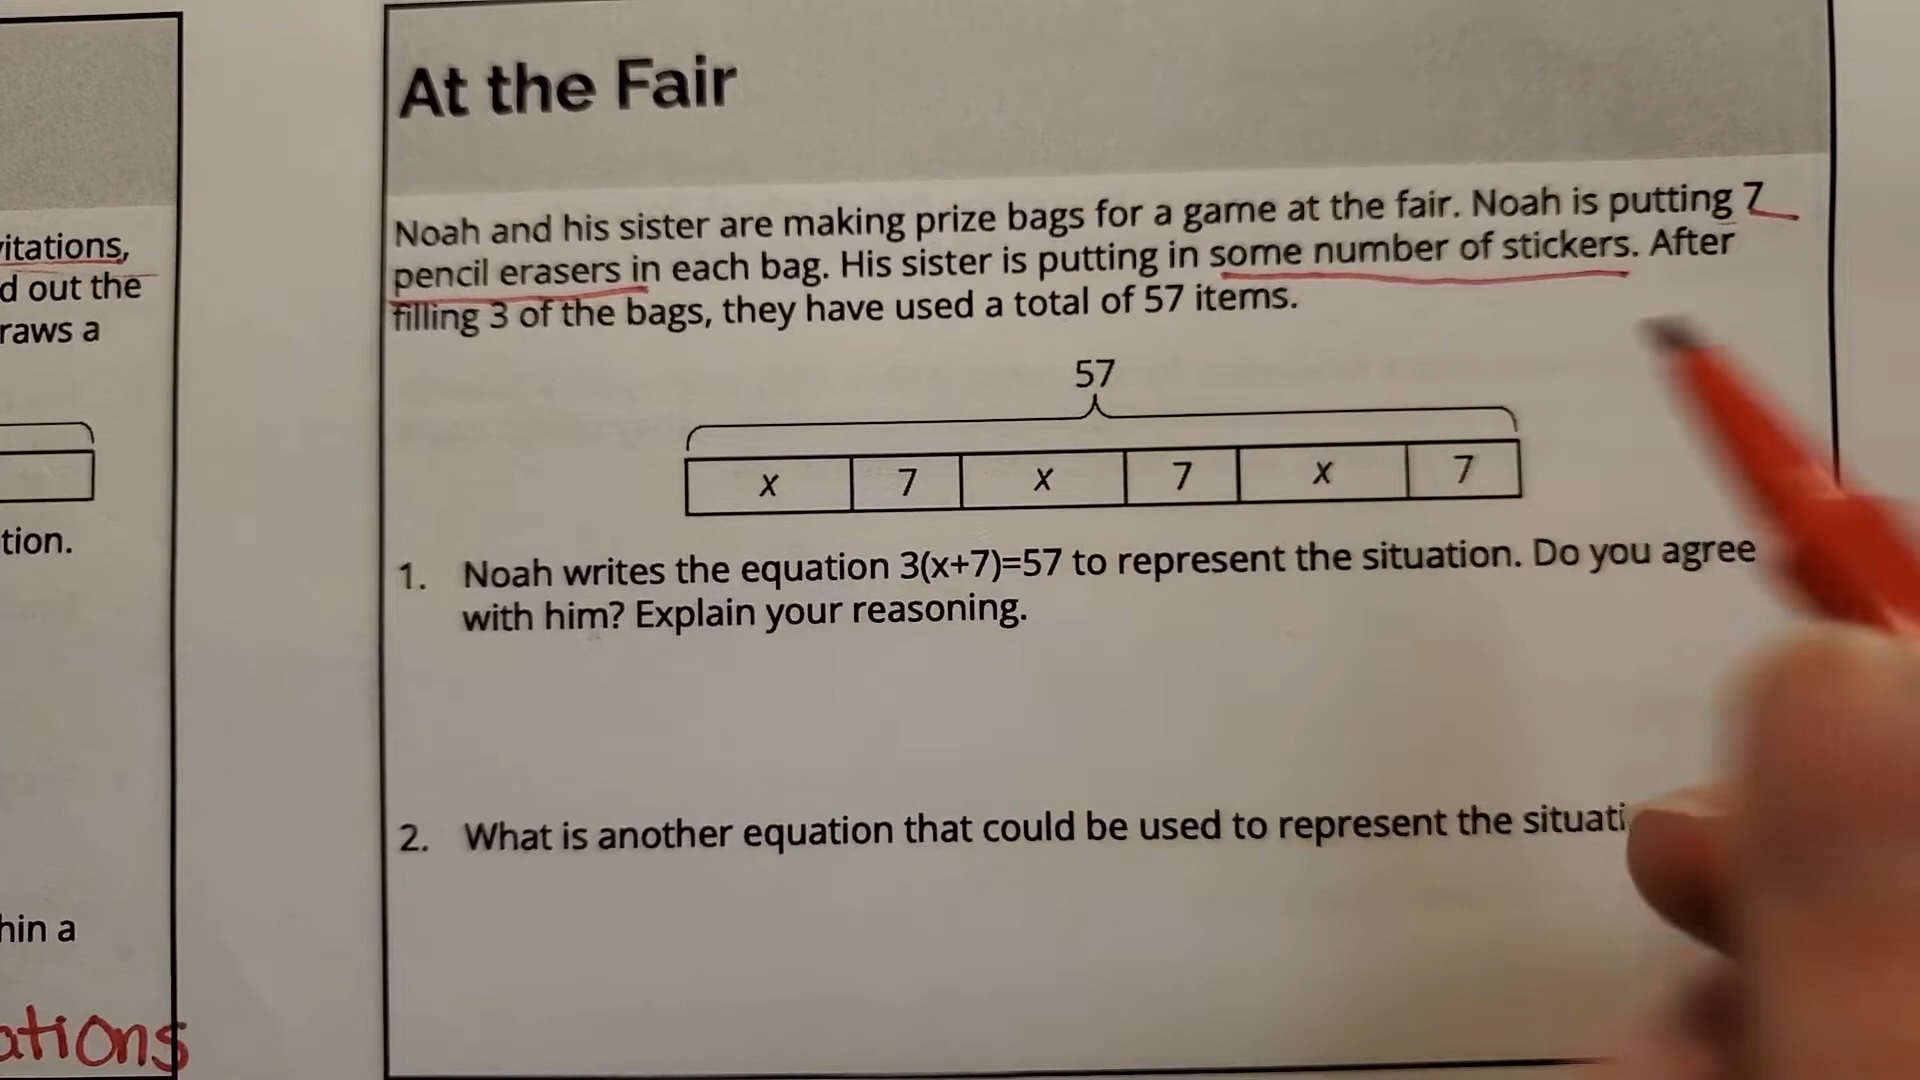 At the Fair
Noah and his sister are making prize bags for a game at the fair. Noah is putting 7
pencil erasers in each bag. His sister is putting in some number of stickers. After
filling 3 of the bags, they have used a total of 57 items.
57
x 7 x 7 x 7
1. Noah writes the equation 3(x+7)=57 to represent the situation. Do you agree
with him? Explain your reasoning.
2. What is another equation that could be used to represent the situati
itations,
d out the
raws a
tion.
hin a
ations